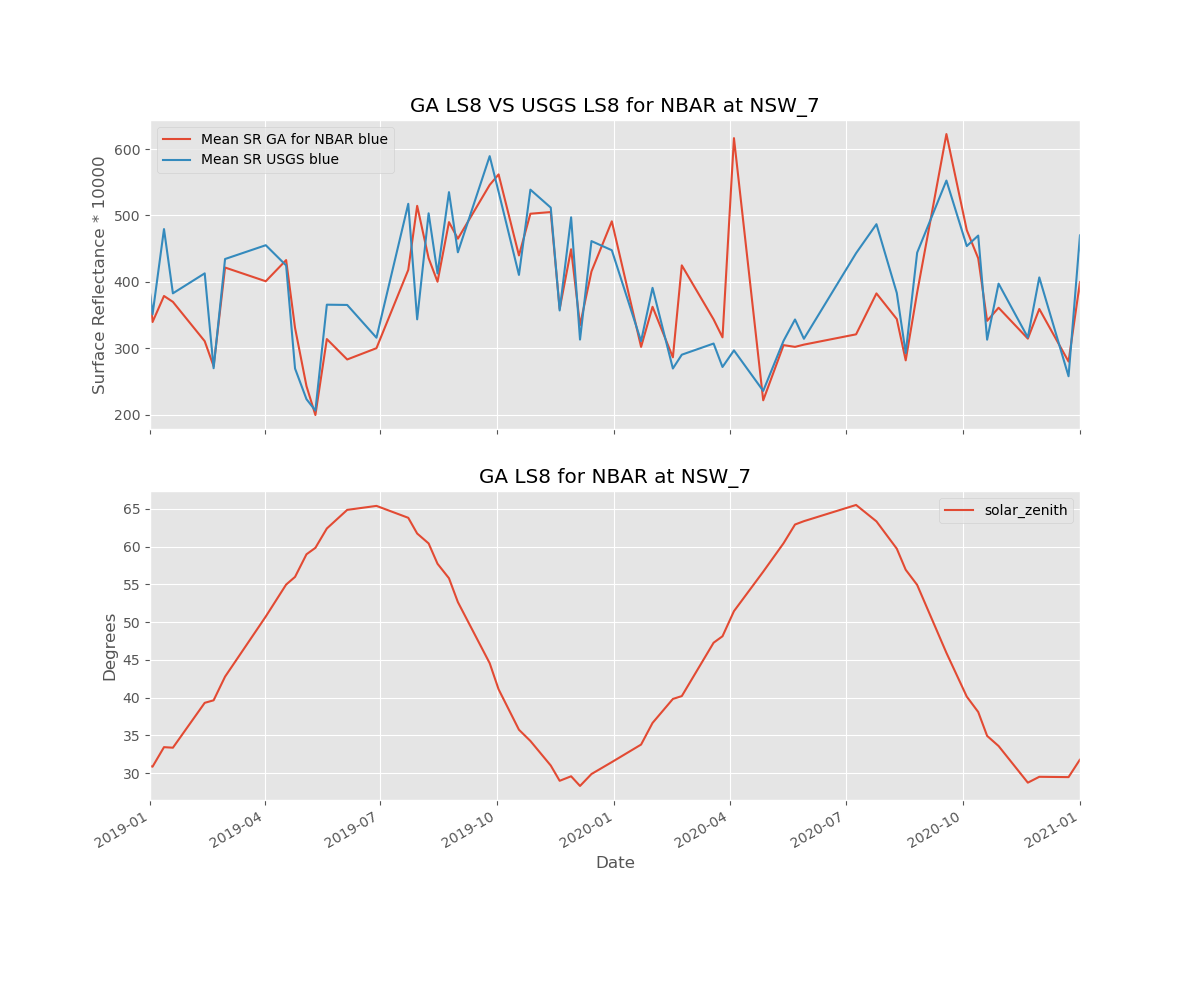 GA LS8 VS USGS LS8 for NBAR at NSW_7
Mean SR GA for NBAR blue
Mean SR USGS blue
Surface Reflectance * 10000
600
500
400
300
200
GA LS8 for NBAR at NSW_7
solar_zenith
Degrees
65
60
55
50
45
40
35
30
2019-01
2019-04
2019-07
2019-10
2020-01
2020-04
2020-07
2020-10
2021-01
Date